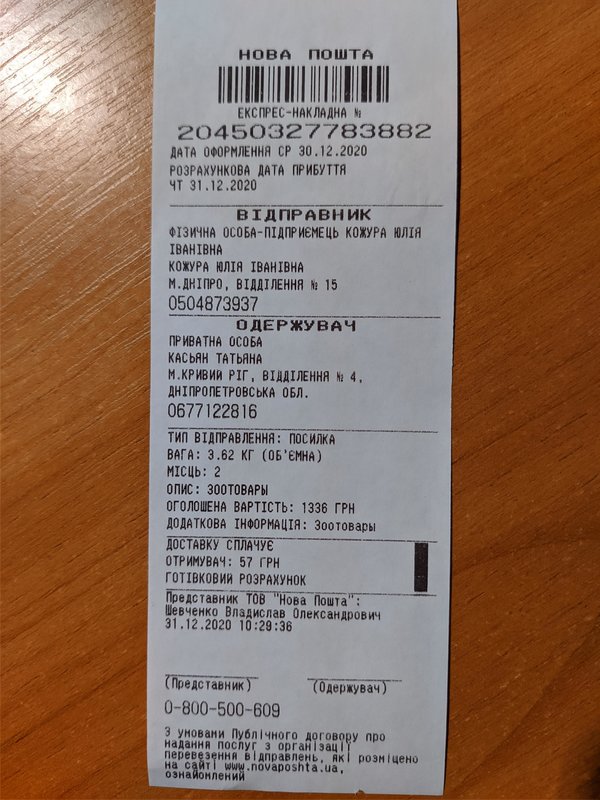 НОВА ПОШТА
ЕКСПРЕС-НАКЛАДНА №
20450327783882
ДАТА ОФОРМЛЕННЯ СР 30.12.2020
РОЗРАХУНКОВА ДАТА ПРИБУТТЯ
ЧТ 31.12.2020
ВІДПРАВНИК
ФІЗИЧНА ОСОБА-ПІДПРИЄМЕЦЬ КОЖУРА ЮЛІЯ
ІВАНІВНА
КОЖУРА ЮЛІЯ ІВАНІВНА
М.ДНІПРО, ВІДДІЛЕННЯ № 15
0504873937
ОДЕРЖУВАЧ
ПРИВАТНА ОСОБА
КАСЬЯН ТАТЬЯНА
М.КРИВИЙ РІГ, ВІДДІЛЕННЯ № 4,
ДНІПРОПЕТРОВСЬКА ОБЛ.
0677122816
ТИП ВІДПРАВЛЕННЯ: ПОСИЛКА
ВАГА: 3.62 КГ (ОБ'ЄМНА)
МІСЦЬ: 2
ОПИС: ЗООТОВАРЫ
ОГОЛОШЕНА ВАРТІСТЬ: 1336 ГРН
ДОДАТКОВА ІНФОРМАЦІЯ: Зоотовары
ДОСТАВКУ СПЛАЧУЄ
ОТРИМУВАЧ: 57 ГРН
ГОТІВКОВИЙ РОЗРАХУНОК
Представник ТОВ "Нова Пошта":
Шевченко Владислав Олександрович
31.12.2020 10:29:36
(Представник) (Одержувач)
0-800-500-609
З умовами Публічного договору про
надання послуг з організації
перевезення відправлень, які розміщено
на сайті www.novaposhta.ua,
ознайомлений